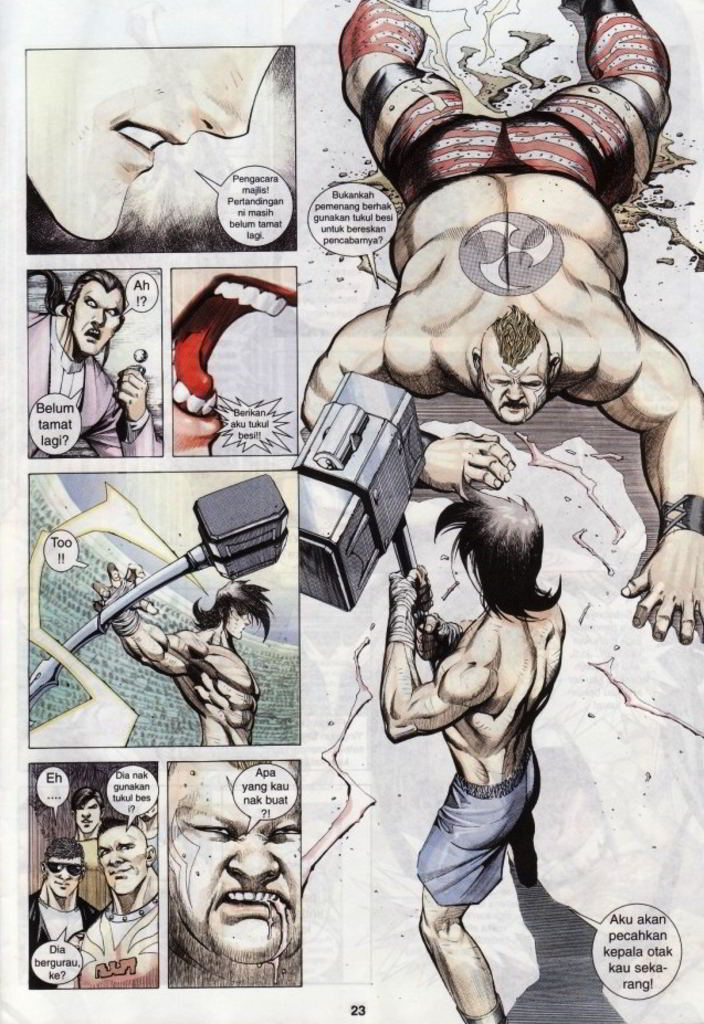 Pengacara
majlis!
Pertandingan
ni masih
belum tamat
lagi.
Ah
!?
Belum
tamat
lagi?
Berikan
aku tukul
besi!!
Too
!!
Eh
....
Dia nak
gunakan
tukul bes
i?
Dia
bergurau,
ke?
Apa
yang kau
nak buat
?!
Bukankah
pemenang berhak
gunakan tukul besi
untuk bereskan
pencabarnya?
Aku akan
pecahkan
kepala otak
kau seka-
rang!
23